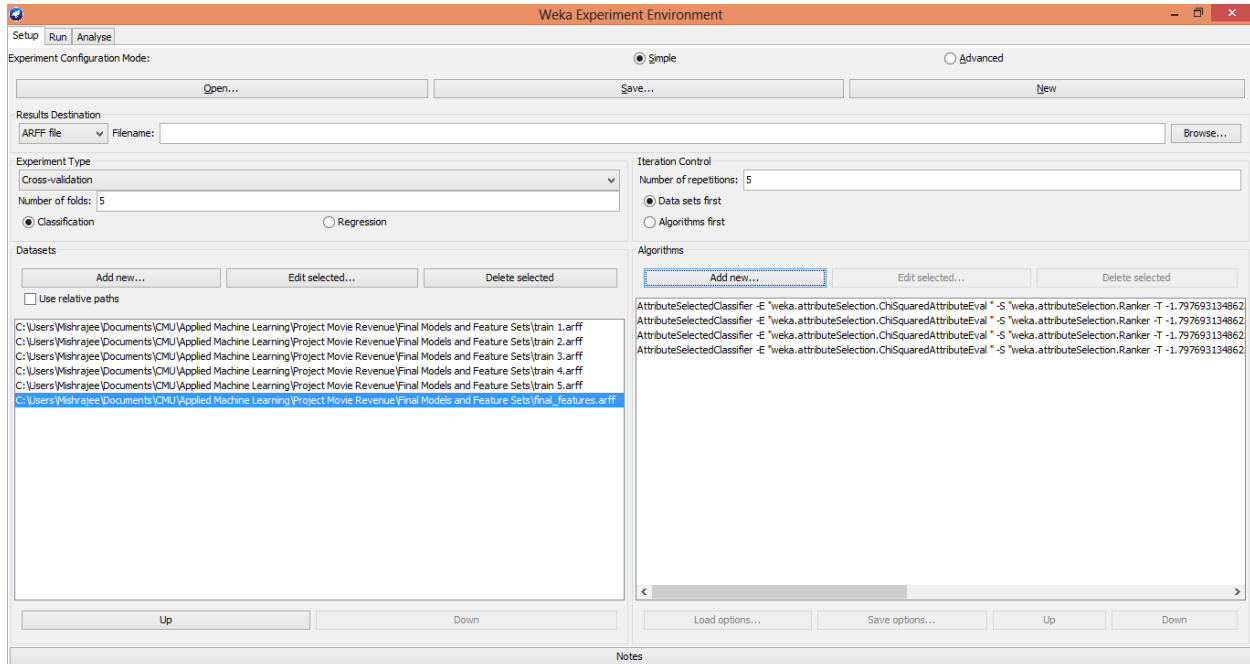 Weka Experiment Environment
Setup Run Analyse
Experiment Configuration Mode: Simple Advanced
Open... Save... New
Results Destination
ARFF file Filename: Browse...
Experiment Type
Iteration Control
Cross-validation
Number of repetitions: 5
Number of folds: 5
Data sets first
Classification Regression
Algorithms first
Datasets
Algorithms
Add new... Edit selected... Delete selected
Add new... Edit selected... Delete selected
Use relative paths
C:\Users\Mishrajee\Documents\CMU\Applied Machine Learning\Project Movie Revenue\Final Models and Feature Sets\train 1.arff
C:\Users\Mishrajee\Documents\CMU\Applied Machine Learning\Project Movie Revenue\Final Models and Feature Sets\train 2.arff
C:\Users\Mishrajee\Documents\CMU\Applied Machine Learning\Project Movie Revenue\Final Models and Feature Sets\train 3.arff
C:\Users\Mishrajee\Documents\CMU\Applied Machine Learning\Project Movie Revenue\Final Models and Feature Sets\train 4.arff
C:\Users\Mishrajee\Documents\CMU\Applied Machine Learning\Project Movie Revenue\Final Models and Feature Sets\train 5.arff
C:\Users\Mishrajee\Documents\CMU\Applied Machine Learning\Project Movie Revenue\Final Models and Feature Sets\final_features.arff
AttributeSelectedClassifier -E "weka.attributeSelection.ChiSquaredAttributeEval " -S "weka.attributeSelection.Ranker -T -1.797693134862
AttributeSelectedClassifier -E "weka.attributeSelection.ChiSquaredAttributeEval " -S "weka.attributeSelection.Ranker -T -1.797693134862
AttributeSelectedClassifier -E "weka.attributeSelection.ChiSquaredAttributeEval " -S "weka.attributeSelection.Ranker -T -1.797693134862
AttributeSelectedClassifier -E "weka.attributeSelection.ChiSquaredAttributeEval " -S "weka.attributeSelection.Ranker -T -1.797693134862
Up Down
Load options... Save options... Up Down
Notes